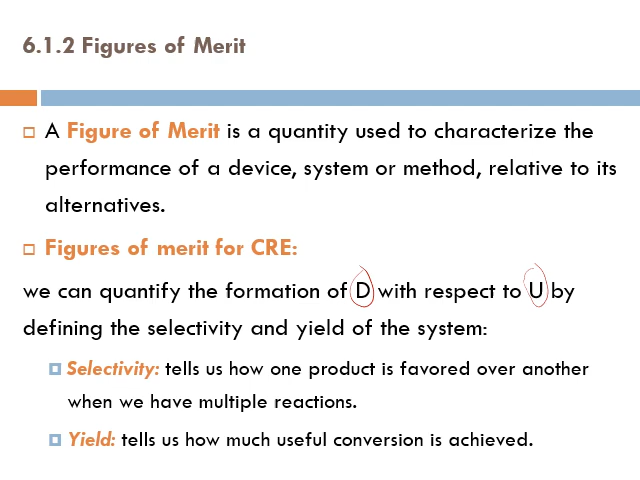 6.1.2 Figures of Merit
A Figure of Merit is a quantity used to characterize the
performance of a device, system or method, relative to its
alternatives.
Figures of merit for CRE:
we can quantify the formation of D with respect to U by
defining the selectivity and yield of the system:
Selectivity: tells us how one product is favored over another
when we have multiple reactions.
Yield: tells us how much useful conversion is achieved.